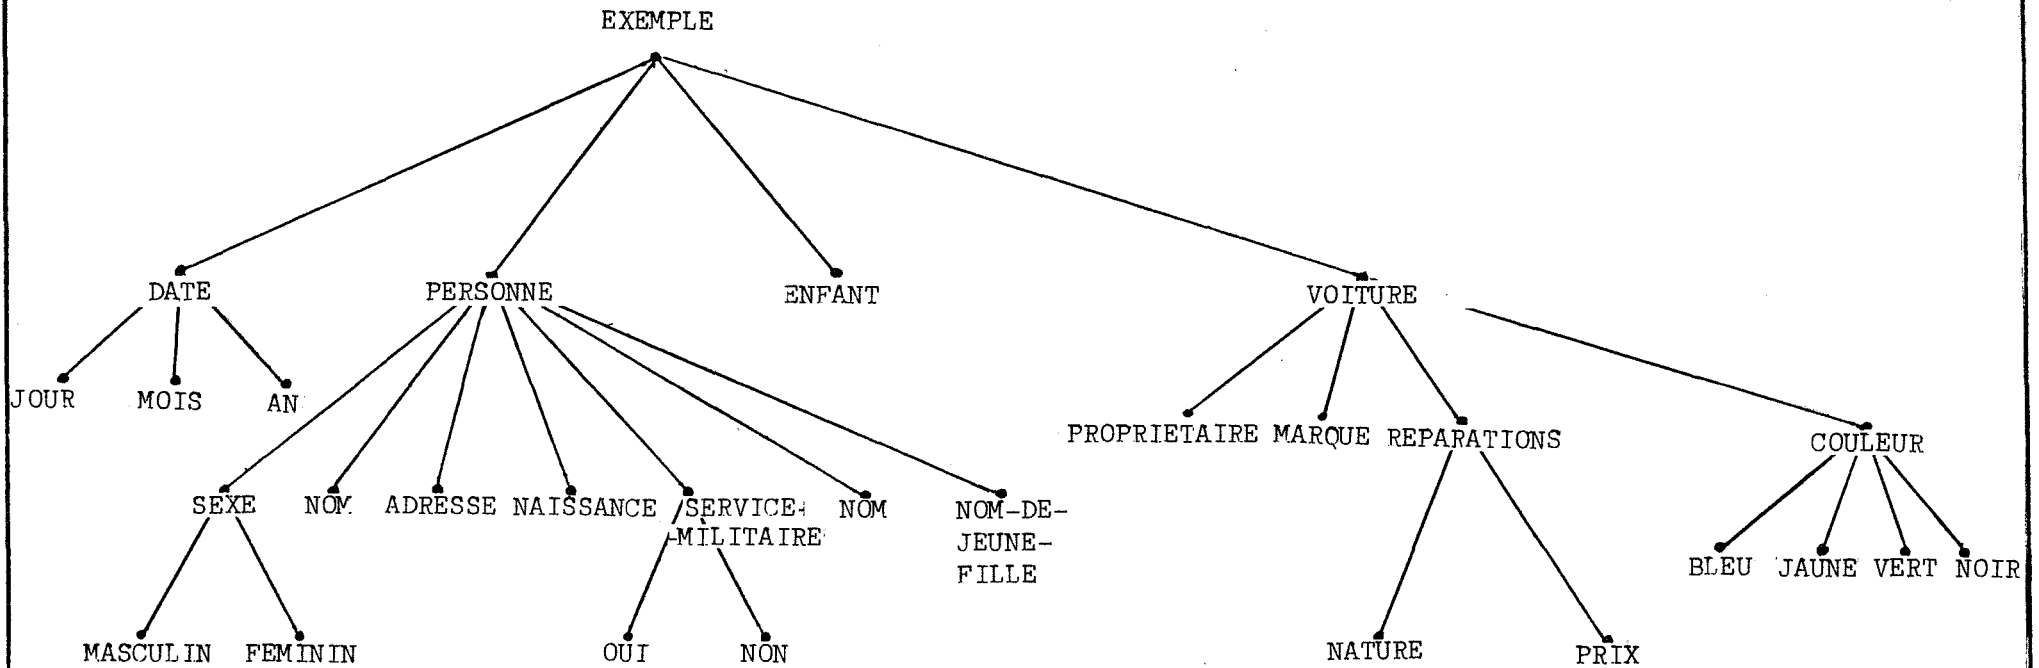 EXEMPLE
DATE PERSONNE ENFANT VOITURE
JOUR MOIS AN
PROPRIETAIRE MARQUE REPARATIONS COULEUR
SEXE NOM ADRESSE NAISSANCE SERVICE- NOM NOM-DE-
-MILITAIRE JEUNE-
FILLE
BLEU JAUNE VERT NOIR
MASCULIN FEMININ OUI NON NATURE PRIX